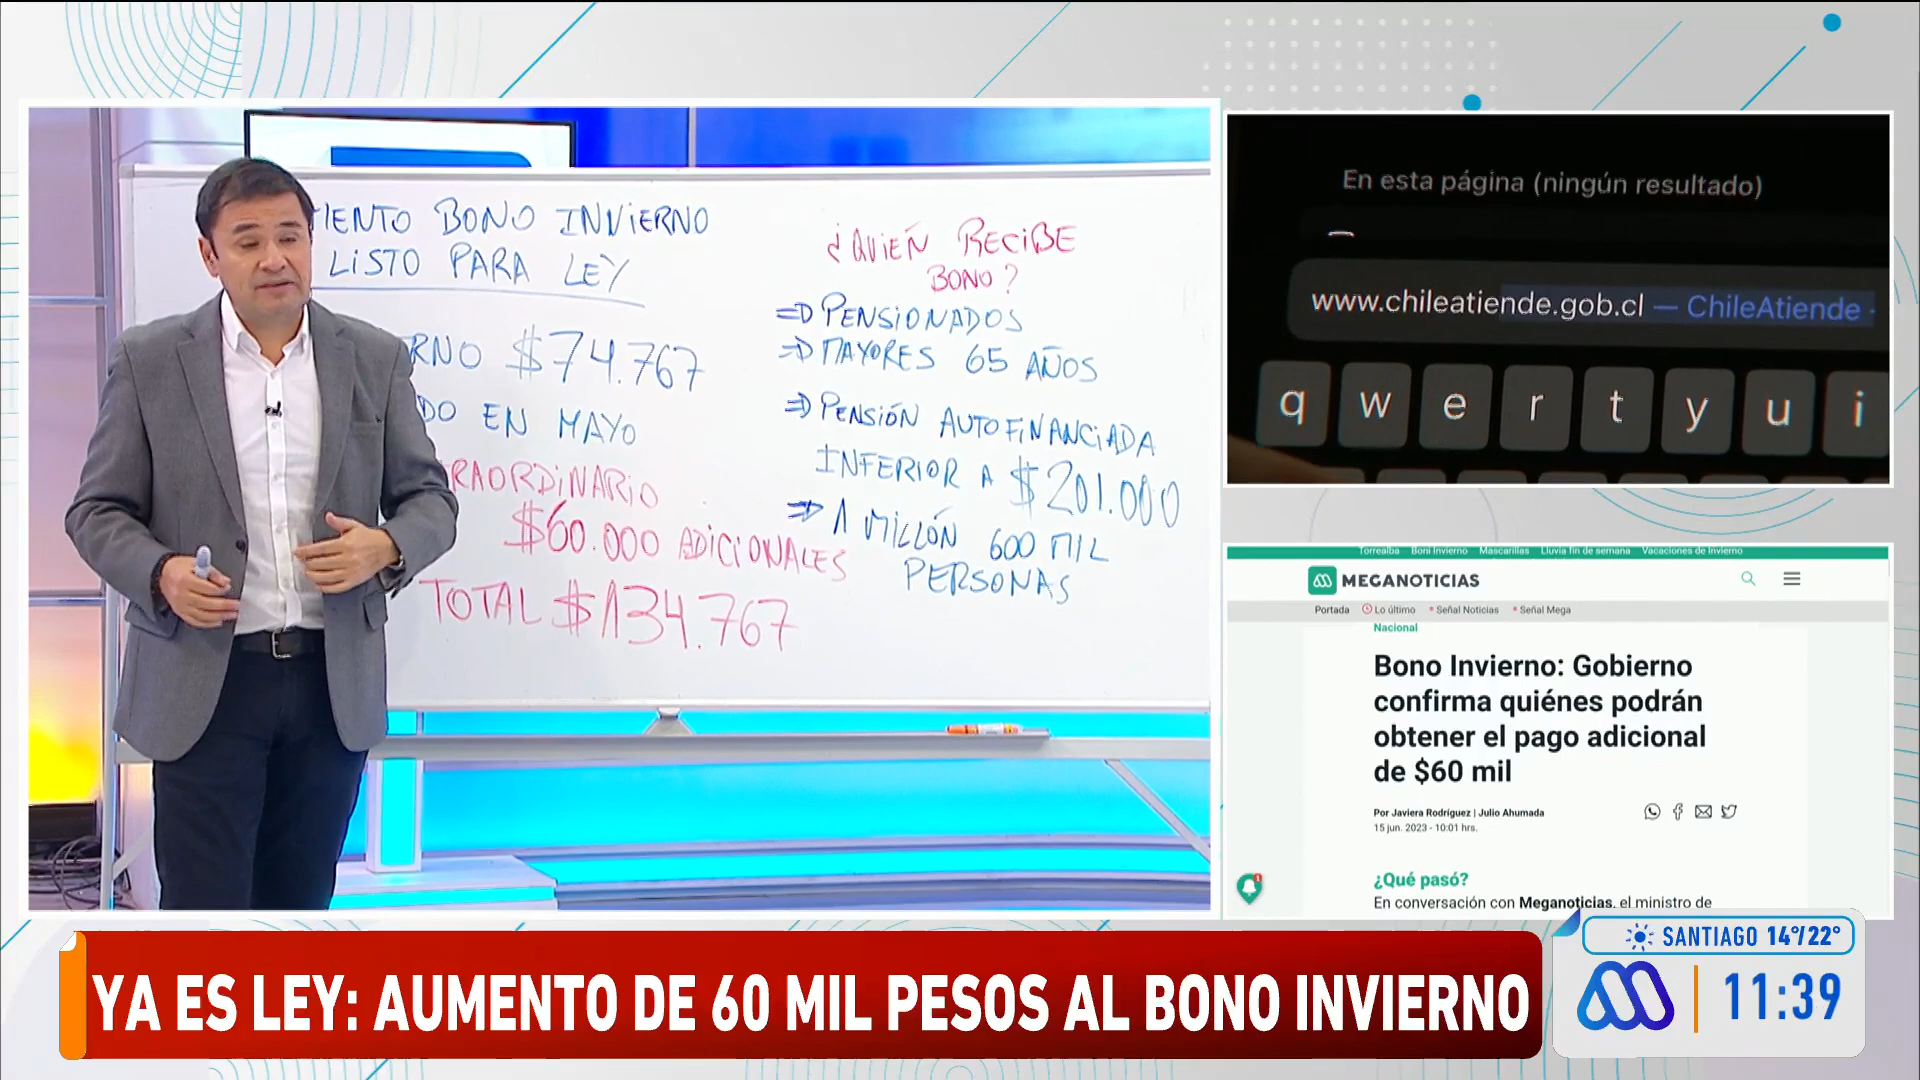 IENTO BONO INVIERNO
LISTO PARA LEY
RNO $74.767
DO EN MAYO
RAORDINARIO
$60.000 ADICIONALES
TOTAL $134.767
¿QUIÉN RECIBE
BONO?
⇒ PENSIONADOS
⇒ MAYORES 65 AÑOS
⇒ PENSIÓN AUTOFINANCIADA
INFERIOR A $201.000
⇒ 1 MILLÓN 600 MIL
PERSONAS
En esta página (ningún resultado)
www.chileatiende.gob.cl — ChileAtiende ·
q w e r t y u i
Torrealba Boni Invierno Mascarillas Lluvia fin de semana Vacaciones de Invierno
MEGANOTICIAS
Portada Lo último • Señal Noticias • Señal Mega
Nacional
Bono Invierno: Gobierno
confirma quiénes podrán
obtener el pago adicional
de $60 mil
Por Javiera Rodríguez | Julio Ahumada
15 jun. 2023 - 10:01 hrs.
1
¿Qué pasó?
En conversación con Meganoticias, el ministro de
YA ES LEY: AUMENTO DE 60 MIL PESOS AL BONO INVIERNO
SANTIAGO 14°/22°
11:39